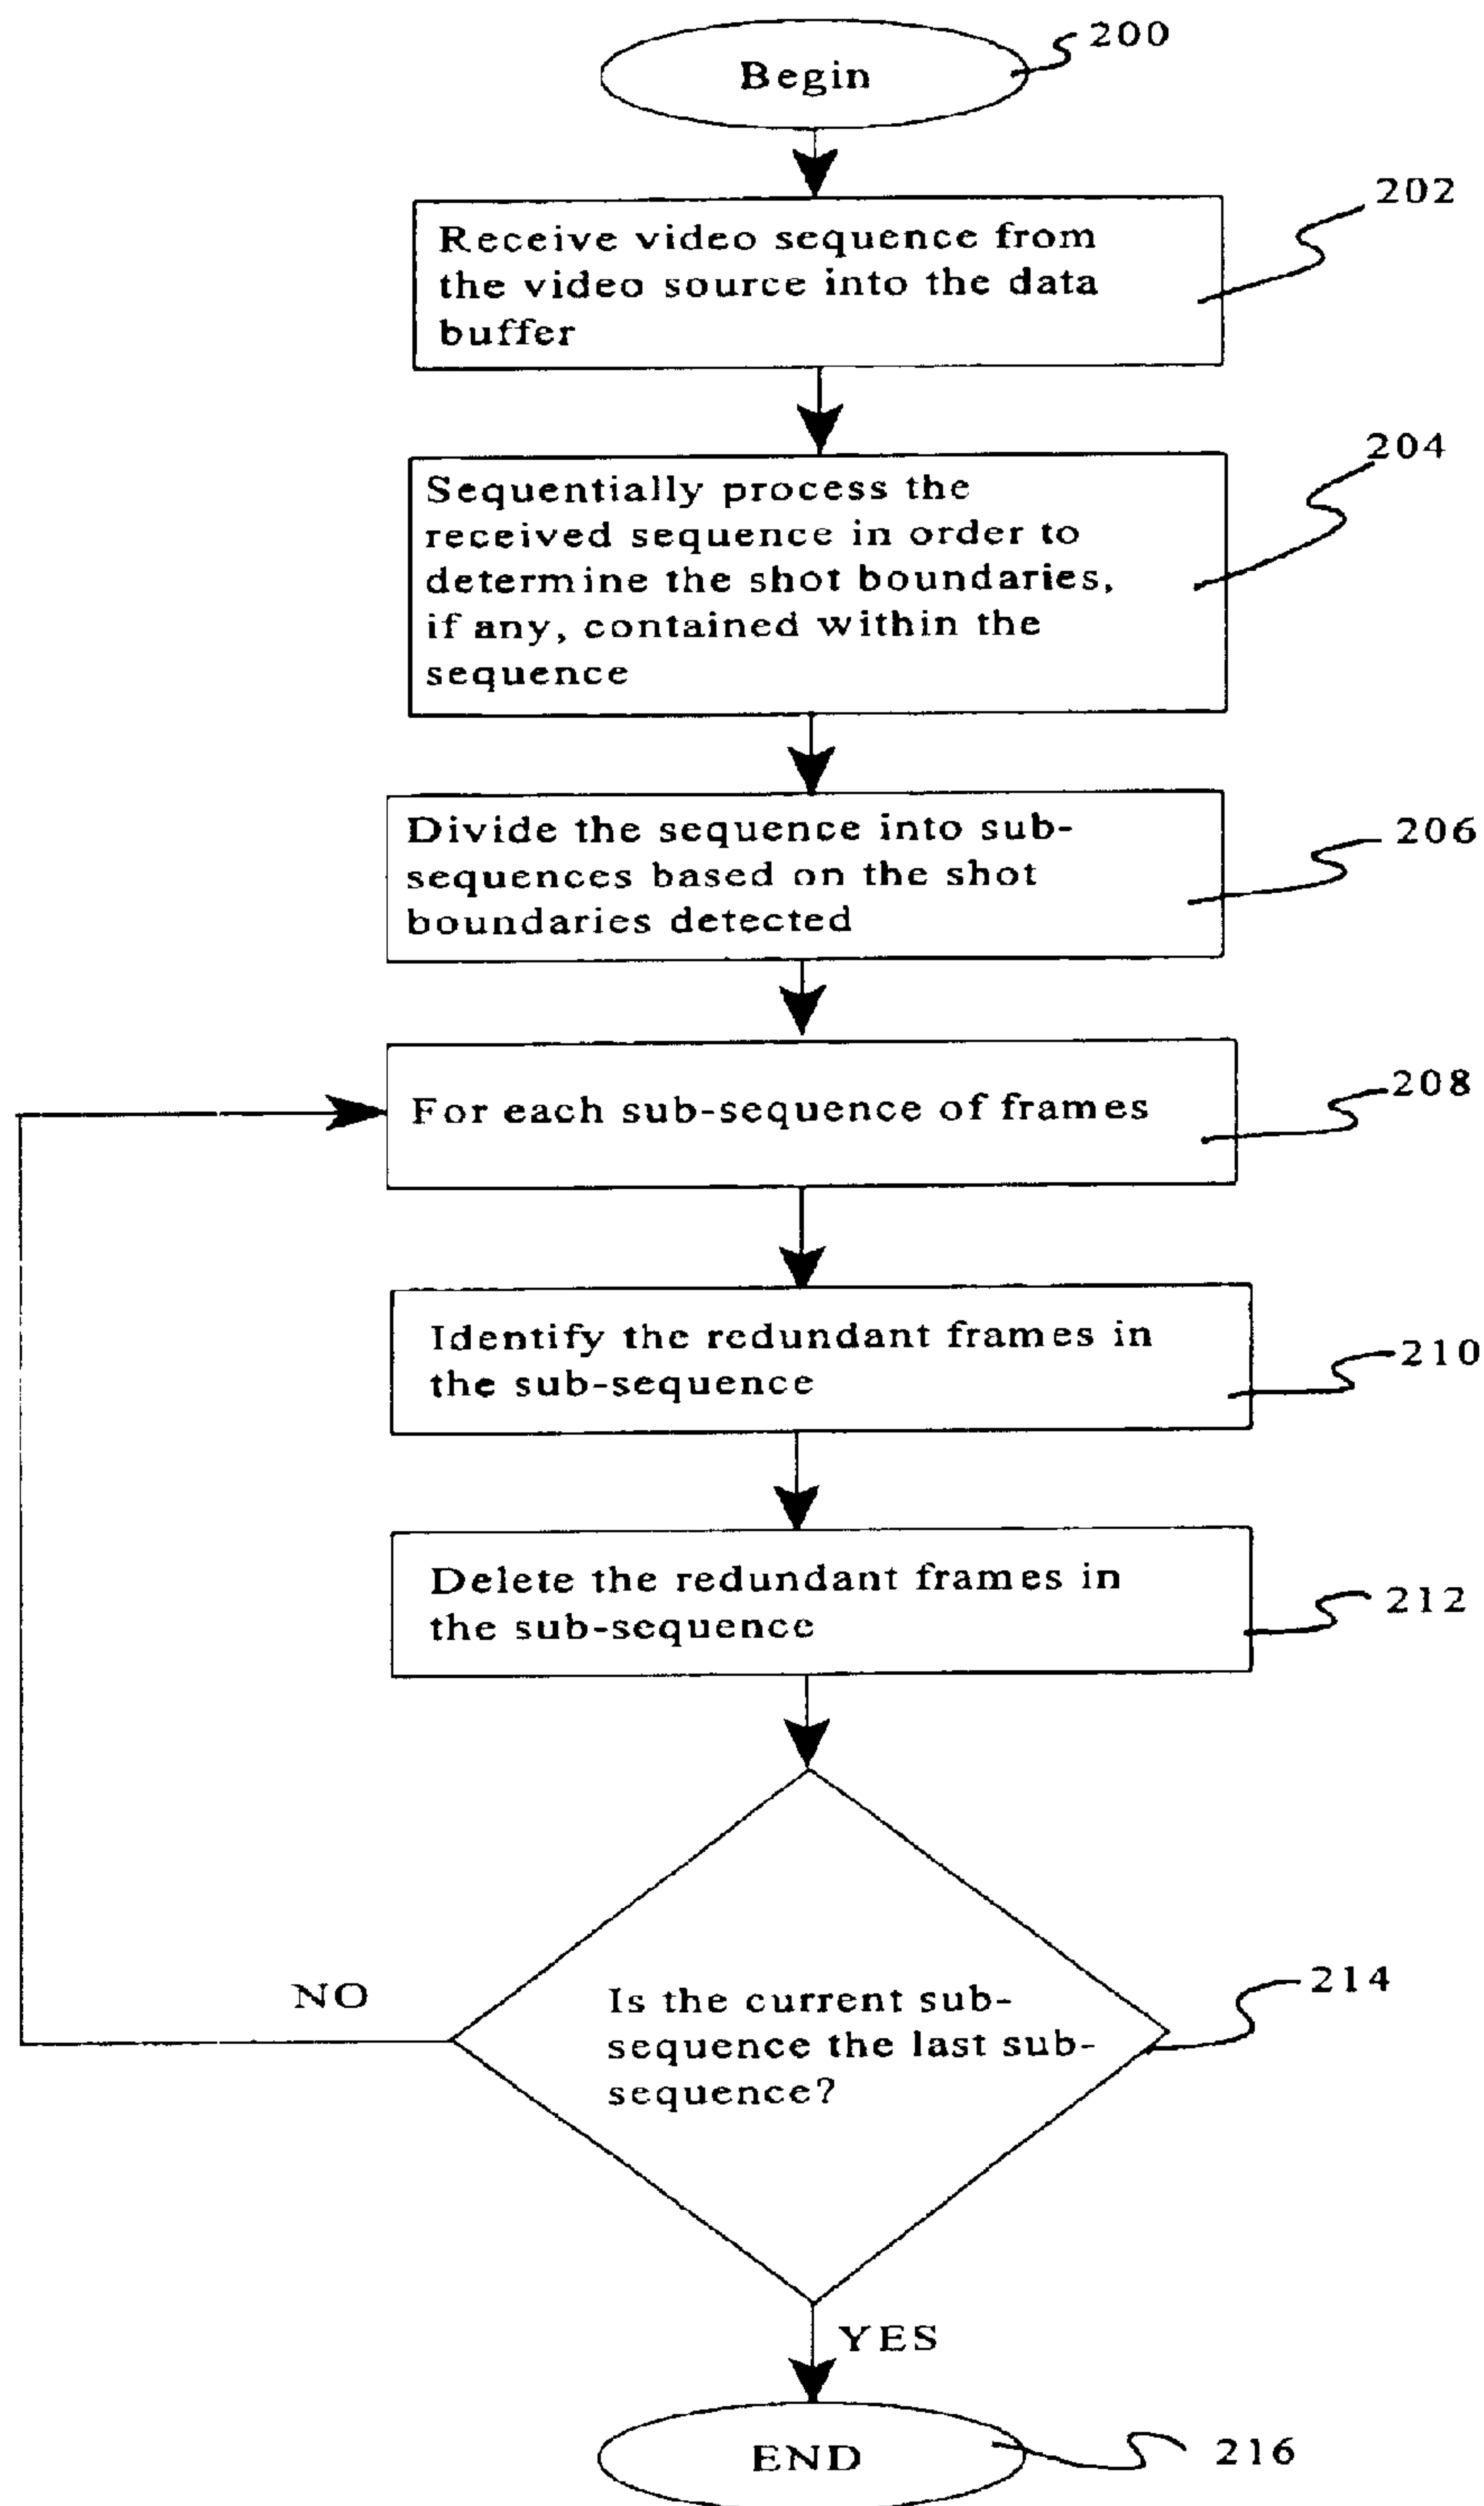 Begin
200
Receive video sequence from
the video source into the data
buffer
202
Sequentially process the
received sequence in order to
determine the shot boundaries,
if any, contained within the
sequence
204
Divide the sequence into sub-
sequences based on the shot
boundaries detected
206
For each sub-sequence of frames
208
Identify the redundant frames in
the sub-sequence
210
Delete the redundant frames in
the sub-sequence
212
Is the current sub-
sequence the last sub-
sequence?
214
NO
YES
END
216